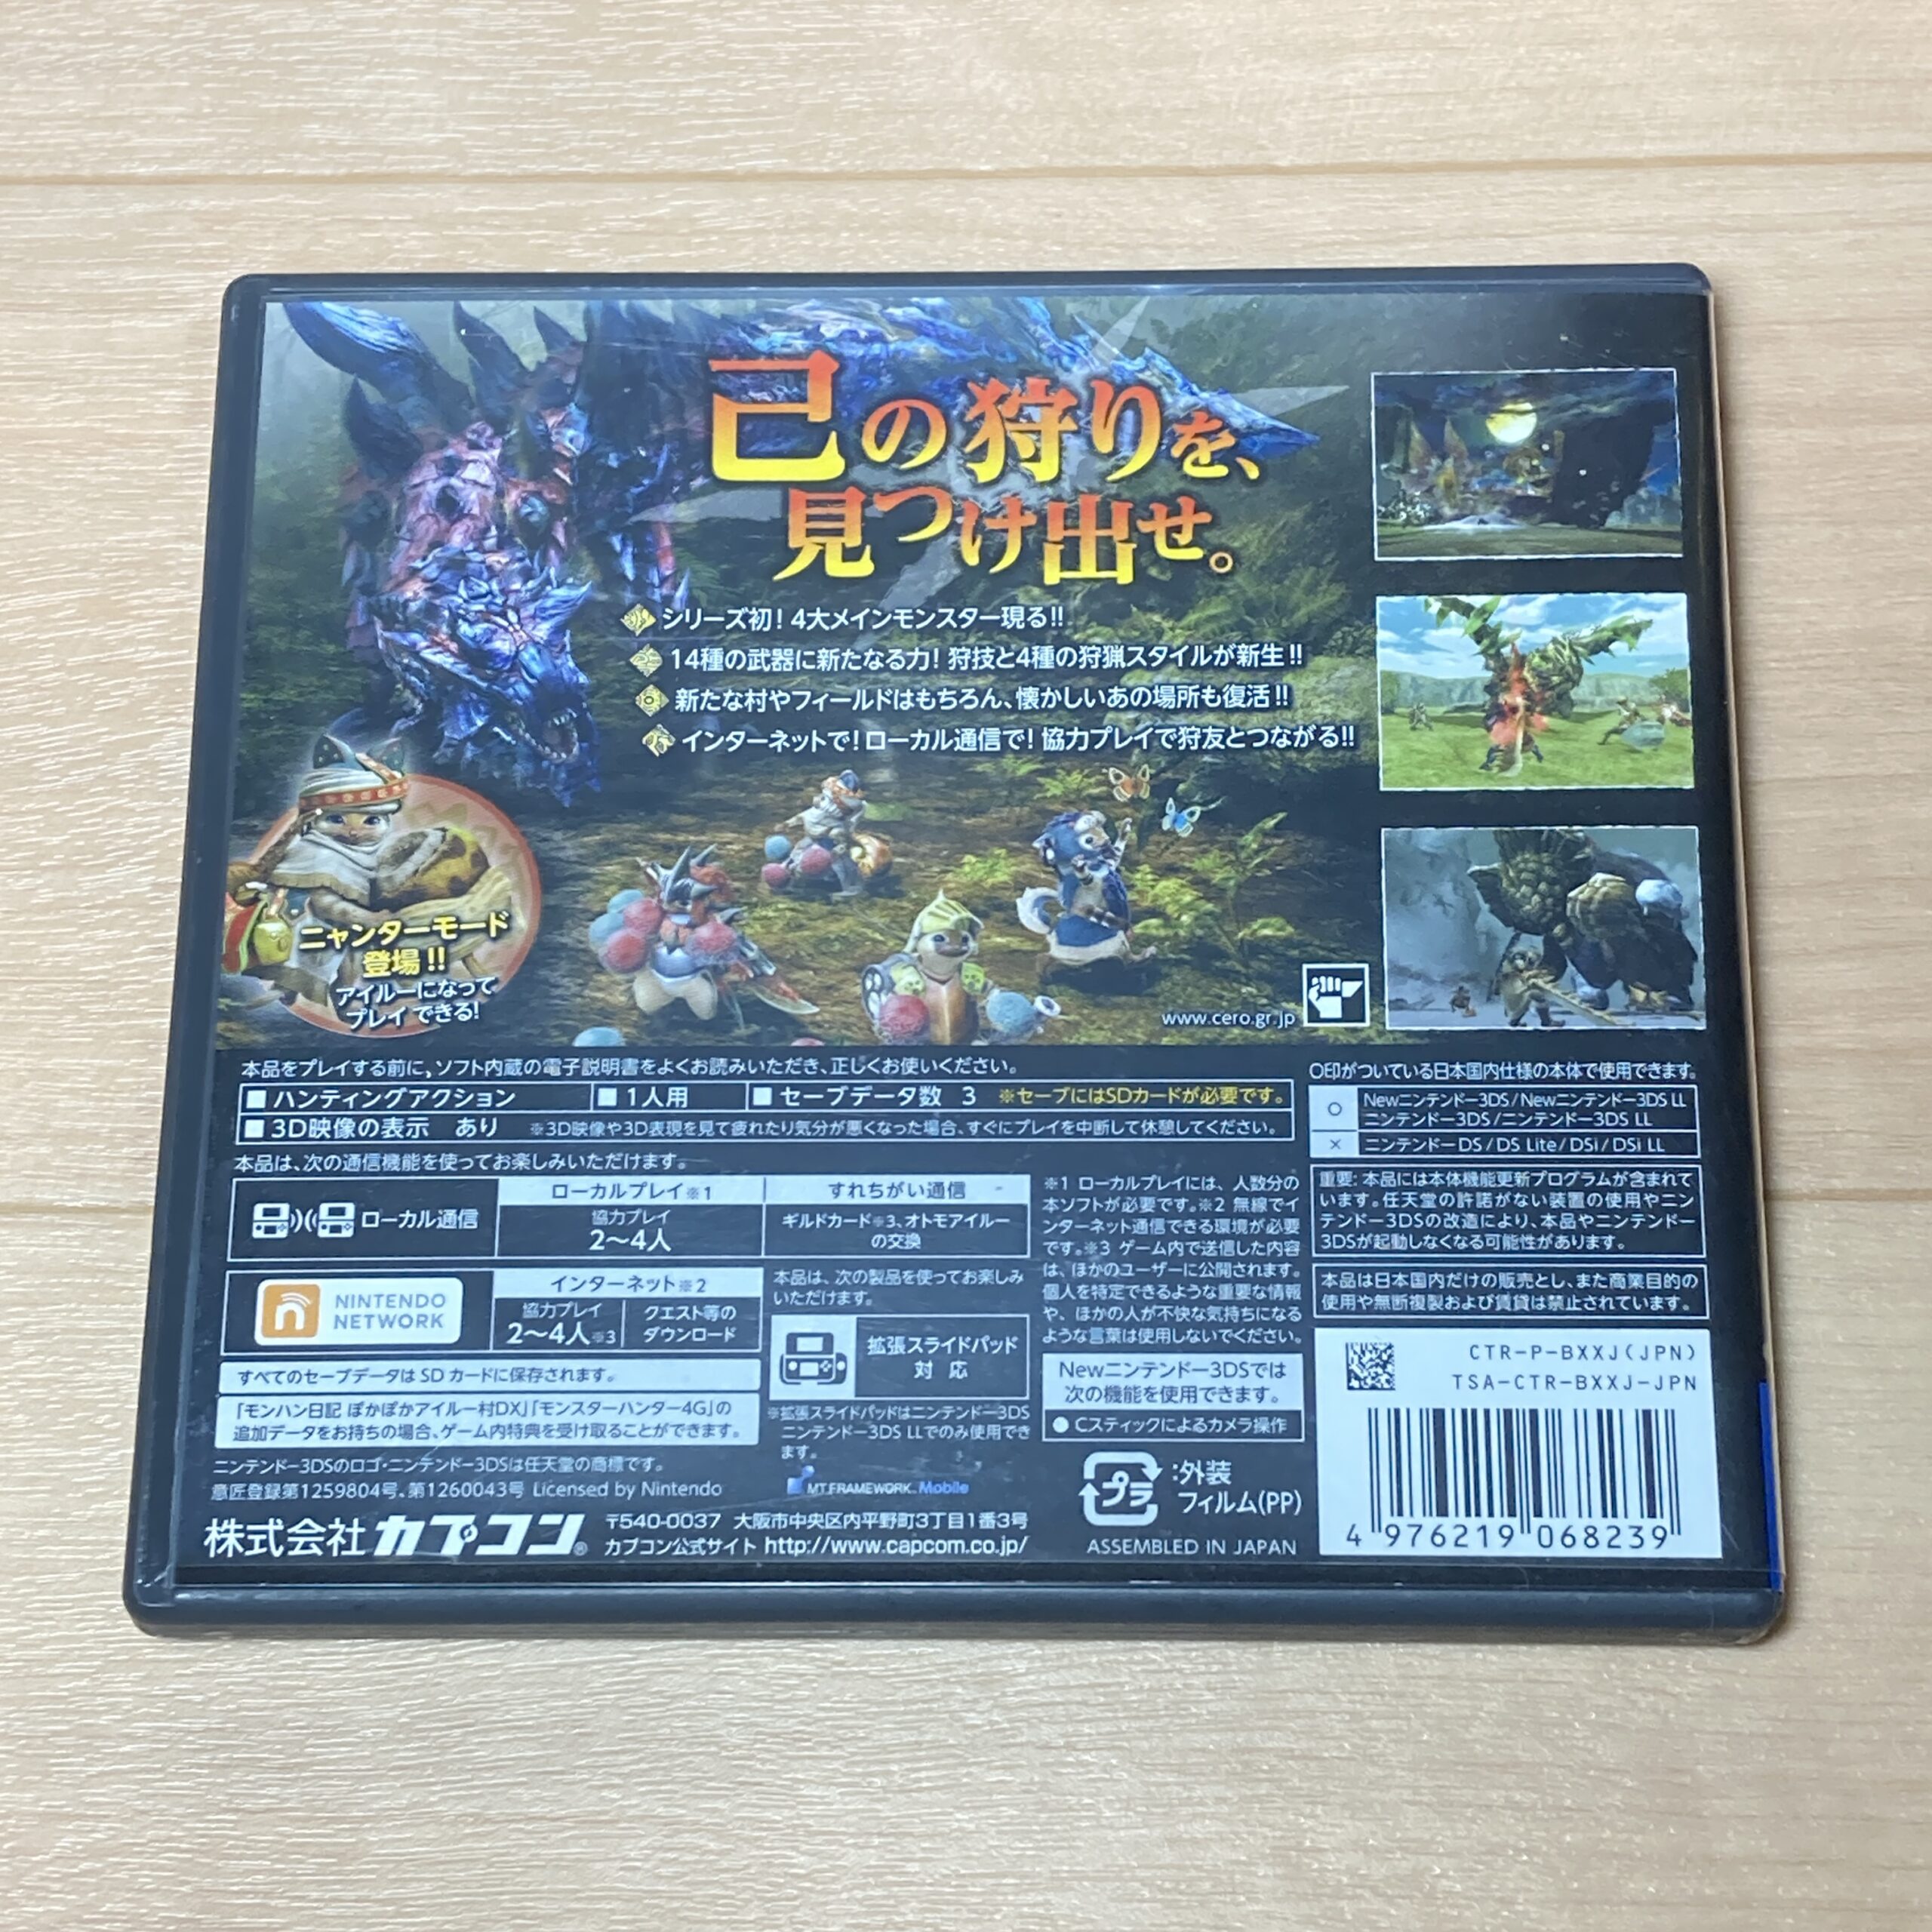 己の狩りを、
見つけ出せ。
シリーズ初！4大メインモンスター現る!!
14種の武器に新たなる力！狩技と4種の狩猟スタイルが新生!!
新たな村やフィールドはもちろん、懐かしいあの場所も復活!!
インターネットで！ローカル通信で！協力プレイで狩友とつながる!!
ニャンターモード
登場!!
アイルーになって
プレイできる！
www.cero.gr.jp
本品をプレイする前に、ソフト内蔵の電子説明書をよくお読みいただき、正しくお使いください。
■ハンティングアクション ■1人用 ■セーブデータ数 3 ※セーブにはSDカードが必要です。
■3D映像の表示 あり ※3D映像や3D表現を見て疲れたり気分が悪くなった場合、すぐにプレイを中断して休憩してください。
本品は、次の通信機能を使ってお楽しみいただけます。
ローカル通信
ローカルプレイ※1
協力プレイ
2〜4人
すれちがい通信
ギルドカード※3、オトモアイルー
の交換
NINTENDO
NETWORK
インターネット※2
協力プレイ
2〜4人※3
クエスト等の
ダウンロード
すべてのセーブデータはSDカードに保存されます。
「モンハン日記 ぽかぽかアイルー村DX」「モンスターハンター4G」の
追加データをお持ちの場合、ゲーム内特典を受け取ることができます。
ニンテンドー3DSのロゴ・ニンテンドー3DSは任天堂の商標です。
意匠登録第1259804号、第1260043号 Licensed by Nintendo
株式会社カプコン®
〒540-0037 大阪市中央区内平野町3丁目1番3号
カプコン公式サイト http://www.capcom.co.jp/
本品は、次の製品を使ってお楽しみ
いただけます。
拡張スライドパッド
対 応
※拡張スライドパッドはニンテンドー3DS
ニンテンドー3DS LLでのみ使用でき
ます。
MT FRAMEWORK Mobile
※1 ローカルプレイには、人数分の
本ソフトが必要です。※2 無線でイ
ンターネット通信できる環境が必要
です。※3 ゲーム内で送信した内容
は、ほかのユーザーに公開されます。
個人を特定できるような重要な情報
や、ほかの人が不快な気持ちになる
ような言葉は使用しないでください。
Newニンテンドー3DSでは
次の機能を使用できます。
●Cスティックによるカメラ操作
プラ
:外装
フィルム(PP)
ASSEMBLED IN JAPAN
○印がついている日本国内仕様の本体で使用できます。
○ Newニンテンドー3DS/Newニンテンドー3DS LL
ニンテンドー3DS/ニンテンドー3DS LL
× ニンテンドーDS/DS Lite/DSi/DSi LL
重要: 本品には本体機能更新プログラムが含まれて
います。任天堂の許諾がない装置の使用やニン
テンドー3DSの改造により、本品やニンテンドー
3DSが起動しなくなる可能性があります。
本品は日本国内だけの販売とし、また商業目的の
使用や無断複製および賃貸は禁止されています。
CTR-P-BXXJ(JPN)
TSA-CTR-BXXJ-JPN
4 976219 068239